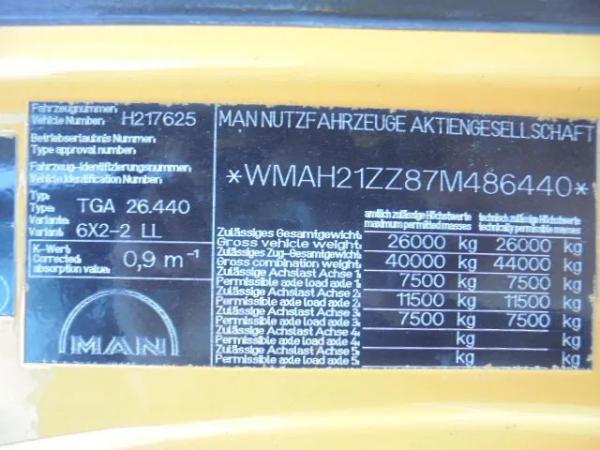 Fahrzeugnummer:
Vehicle Number: H217625
Betriebserlaubnis Nummer:
Type approval number:
Fahrzeug-Identifizierungsnummer:
Vehicle Identification Number:
Typ:
Type: TGA 26.440
Variante:
Variant: 6X2-2 LL
K-Wert:
Corrected absorption value: 0,9 m⁻¹
MAN
MAN NUTZFAHRZEUGE AKTIENGESELLSCHAFT
*WMAH21ZZ87M486440*
amtlich zulässige Höchstwerte technisch zulässige Höchstwerte
maximum permitted masses technically permissible max.
Zulässiges Gesamtgewicht:
Gross vehicle weight: 26000 kg 26000 kg
Zulässiges Zug-Gesamtgewicht:
Gross combination weight: 40000 kg 44000 kg
Zulässige Achslast Achse 1:
Permissible axle load axle 1: 7500 kg 7500 kg
Zulässige Achslast Achse 2:
Permissible axle load axle 2: 11500 kg 11500 kg
Zulässige Achslast Achse 3:
Permissible axle load axle 3: 7500 kg 7500 kg
Zulässige Achslast Achse 4:
Permissible axle load axle 4: kg kg
Zulässige Achslast Achse 5:
Permissible axle load axle 5: kg kg